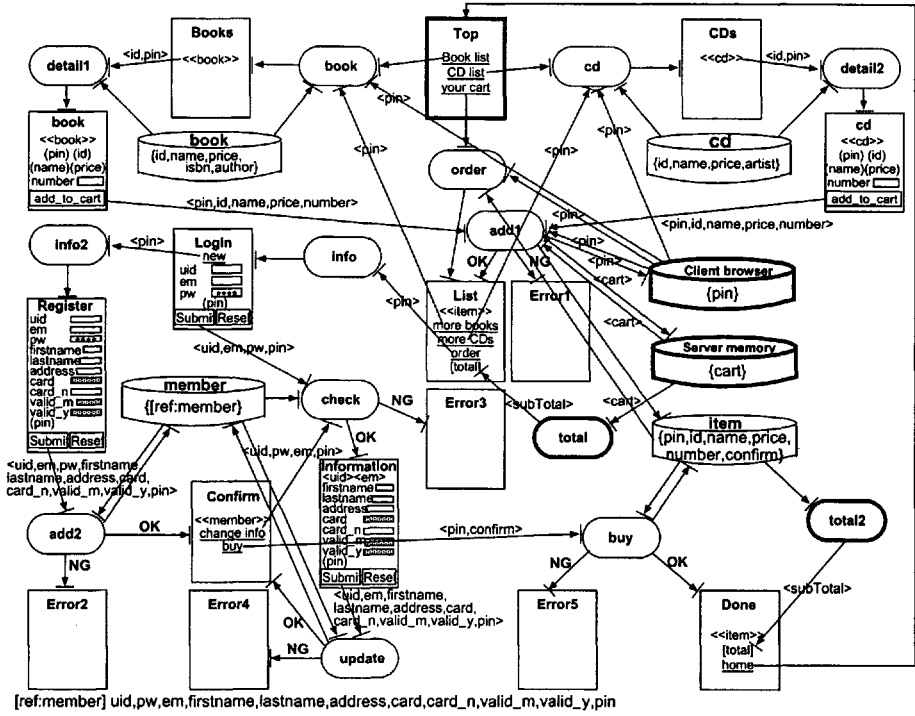 Books
<<book>>
<id,pin>
detail1
book
Top
Book list
CD list
your cart
cd
CDs
<<cd>>
<id,pin>
detail2
book
<<book>>
(pin) (id)
(name)(price)
number
add_to_cart
book
{id,name,price,
isbn,author}
<pin>
<pin>
<pin>
<pin>
cd
{id,name,price,artist}
cd
<<cd>>
(pin) (id)
(name)(price)
number
add_to_cart
order
<pin,id,name,price,number>
<pin>
<pin,id,name,price,number>
info2
<pin>
Login
new
uid
em
pw ****
(pin)
Submit Reset
info
add1
OK
NG
<pin>
<pin>
<cart>
Client browser
{pin}
<pin>
List
<<item>>
more books
more CDs
order
[total]
Error1
<cart>
Server memory
{cart}
Register
uid
em
pw ****
firstname
lastname
address
card
card_n
valid_m
valid_y
(pin)
Submit Reset
<uid,em,pw,pin>
member
{[ref:member}
check
NG
OK
Error3
<subTotal>
total
<cart>
item
{pin,id,name,price,
number,confirm}
<uid,em,pw,firstname,
lastname,address,card,
card_n,valid_m,valid_y,pin>
<uid,pw,em,pin>
Information
<uid><em>
firstname
lastname
address
card
card_n
valid_m
valid_y
(pin)
Submit Reset
add2
OK
NG
Confirm
<<member>>
change info
buy
<pin,confirm>
buy
NG
OK
total2
<subTotal>
Error2
Error4
OK
NG
<uid,em,firstname,
lastname,address,card,
card_n,valid_m,valid_y,pin>
update
Error5
Done
<<item>>
[total]
home
[ref:member] uid,pw,em,firstname,lastname,address,card,card_n,valid_m,valid_y,pin